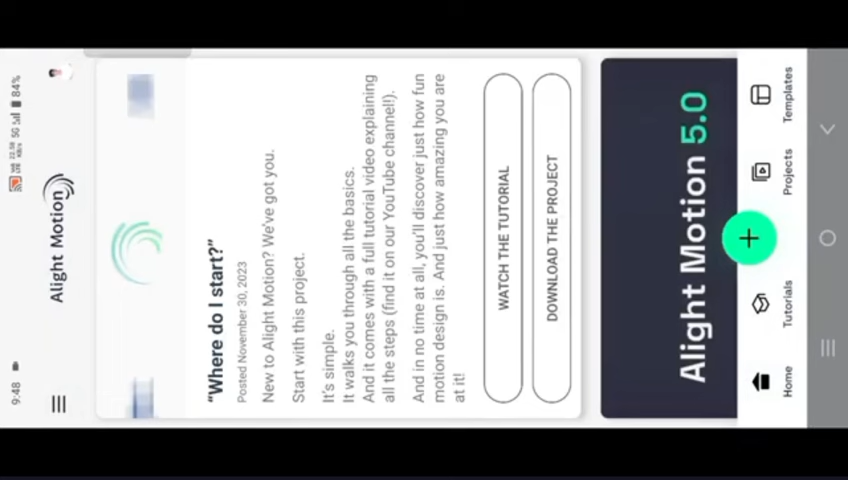 9:48
84%
Alight Motion
“Where do I start?”
Posted November 30, 2023
New to Alight Motion? We've got you.
Start with this project.
It's simple.
It walks you through all the basics.
And it comes with a full tutorial video explaining
all the steps (find it on our YouTube channel!).
And in no time at all, you'll discover just how fun
motion design is. And just how amazing you are
at it!
WATCH THE TUTORIAL
DOWNLOAD THE PROJECT
Alight Motion 5.0
Home
Tutorials
Projects
Templates